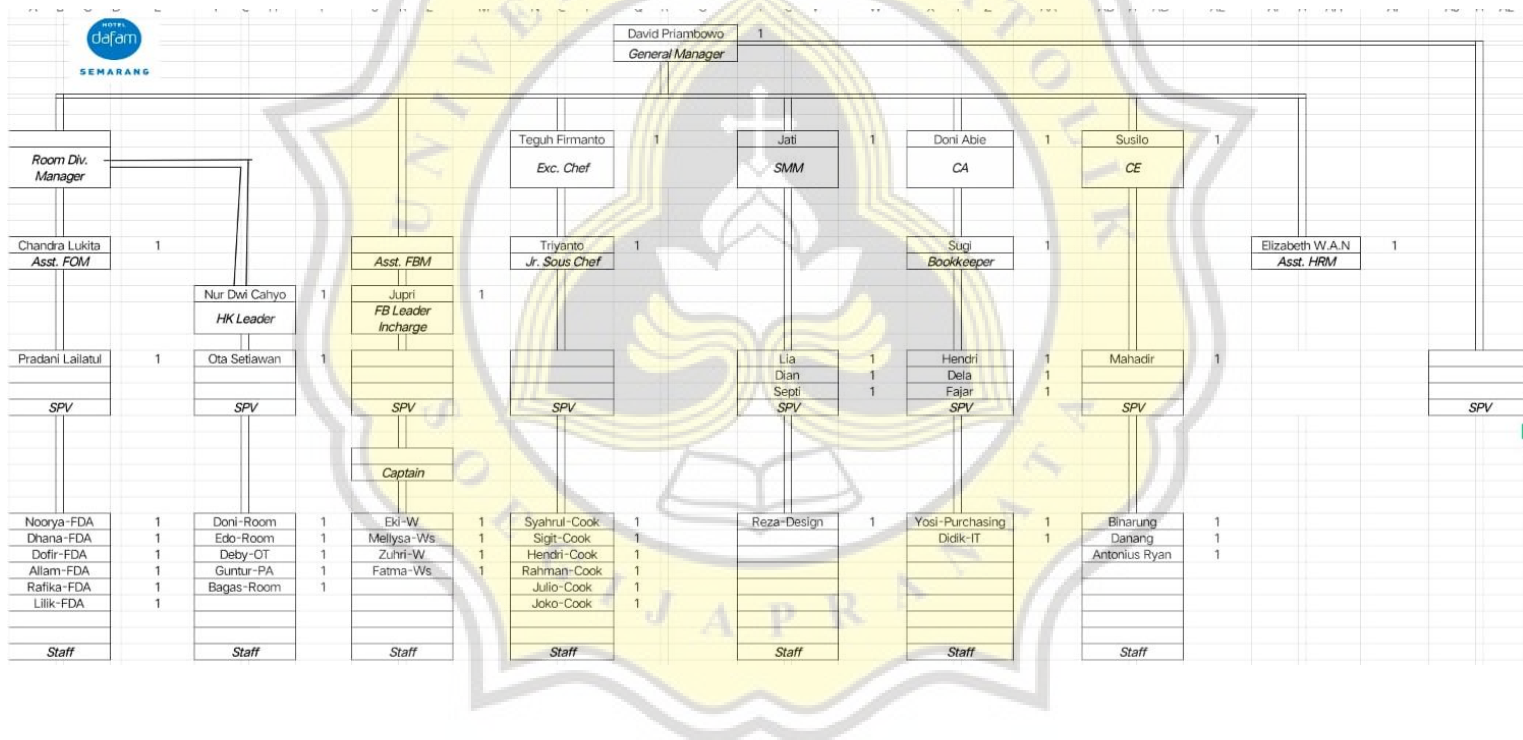 HOTEL
dafam
SEMARANG
David Priambowo 1
General Manager
Teguh Firmanto 1 Jati 1 Doni Abie 1 Susilo 1
Room Div.
Manager
Exc. Chef SMM CA CE
Chandra Lukita 1 Triyanto 1 Sugi 1 Elizabeth W.A.N 1
Asst. FOM Asst. FBM Jr. Sous Chef Bookkeeper Asst. HRM
Nur Dwi Cahyo 1 Jupri 1
HK Leader
FB Leader
Incharge
Pradani Lailatul 1 Ota Setiawan 1 Lia 1 Hendri 1 Mahadir 1
Dian 1 Dela 1
Septi 1 Fajar 1
SPV SPV SPV SPV SPV SPV SPV SPV
Captain
Noorya-FDA 1 Doni-Room 1 Eki-W 1 Syahrul-Cook 1 Reza-Design 1 Yosi-Purchasing 1 Binarung 1
Dhana-FDA 1 Edo-Room 1 Mellysa-Ws 1 Sigit-Cook 1 Didik-IT 1 Danang 1
Dofir-FDA 1 Deby-OT 1 Zuhri-W 1 Hendri-Cook 1 Antonius Ryan 1
Allam-FDA 1 Guntur-PA 1 Fatma-Ws 1 Rahman-Cook 1
Rafika-FDA 1 Bagas-Room 1 Julio-Cook 1
Lilik-FDA 1 Joko-Cook 1
Staff Staff Staff Staff Staff Staff Staff
SOEGIJAPRANATA